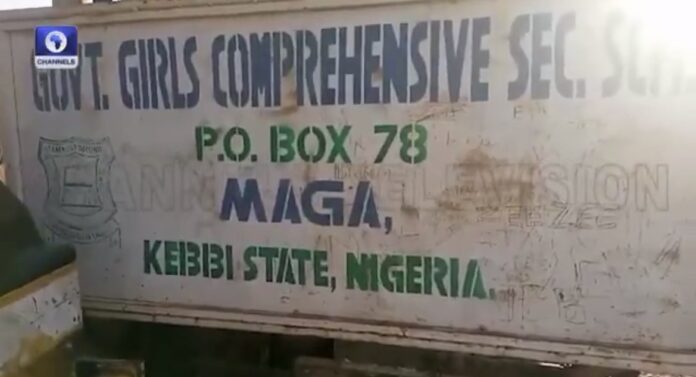 CHANNELS
GOVT. GIRLS COMPREHENSIVE SEC. SCH
P.O. BOX 78
MAGA,
KEBBI STATE, NIGERIA.